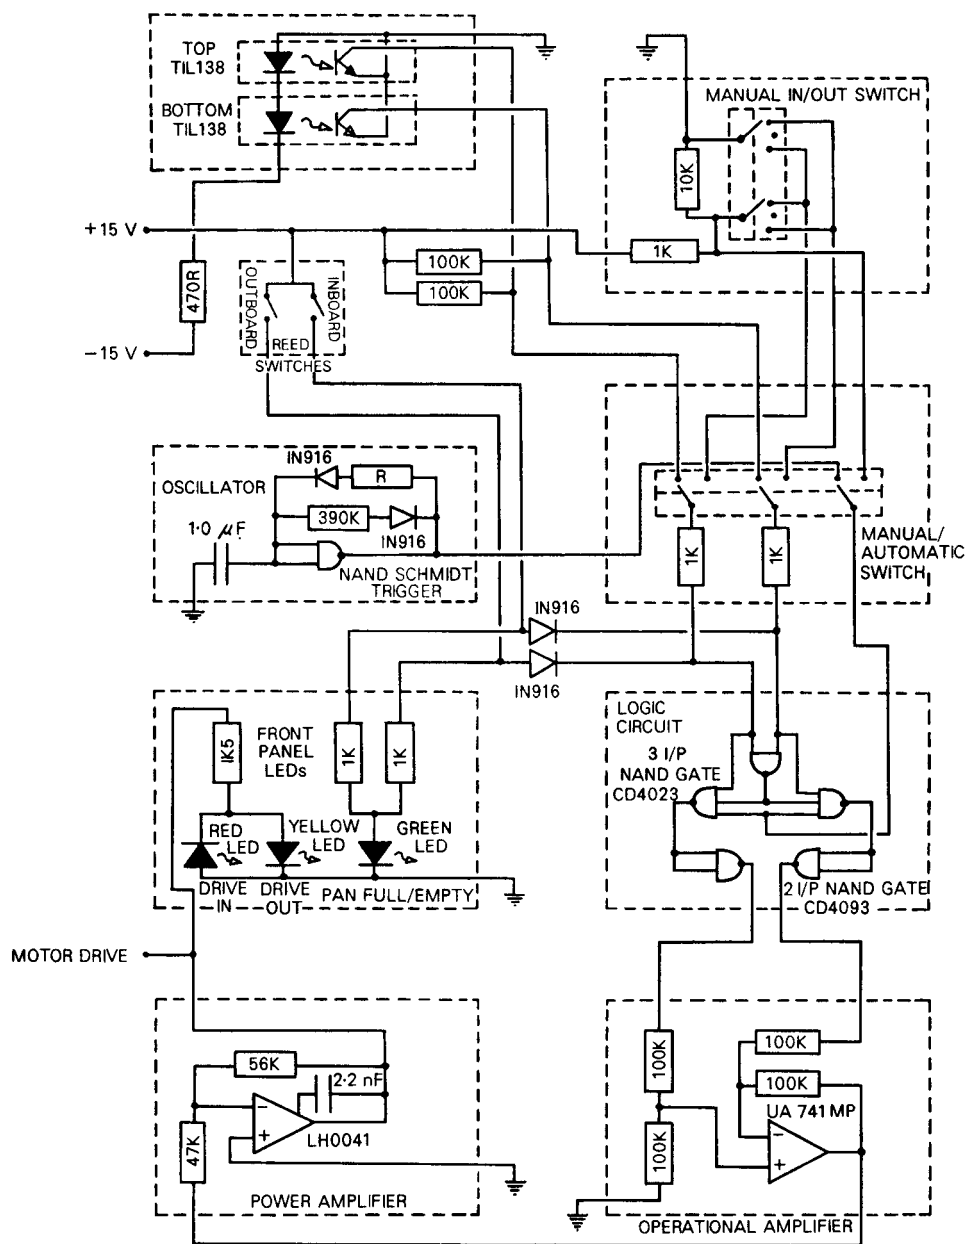 TOP
TIL138
BOTTOM
TIL138
MANUAL IN/OUT SWITCH
10K
+15 V
1K
100K
100K
470R
OUTBOARD
INBOARD
REED
SWITCHES
−15 V
OSCILLATOR
IN916
R
390K
IN916
1·0 µF
NAND SCHMIDT
TRIGGER
1K
1K
MANUAL/
AUTOMATIC
SWITCH
IN916
IN916
1K5
FRONT
PANEL
LEDs
1K
1K
RED
LED
YELLOW
LED
GREEN
LED
DRIVE
IN
DRIVE
OUT
PAN FULL/EMPTY
LOGIC
CIRCUIT
3 I/P
NAND GATE
CD4023
2 I/P NAND GATE
CD4093
MOTOR DRIVE
56K
2·2 nF
−
+
LH0041
47K
POWER AMPLIFIER
100K
100K
100K
100K
UA 741 MP
−
+
OPERATIONAL AMPLIFIER